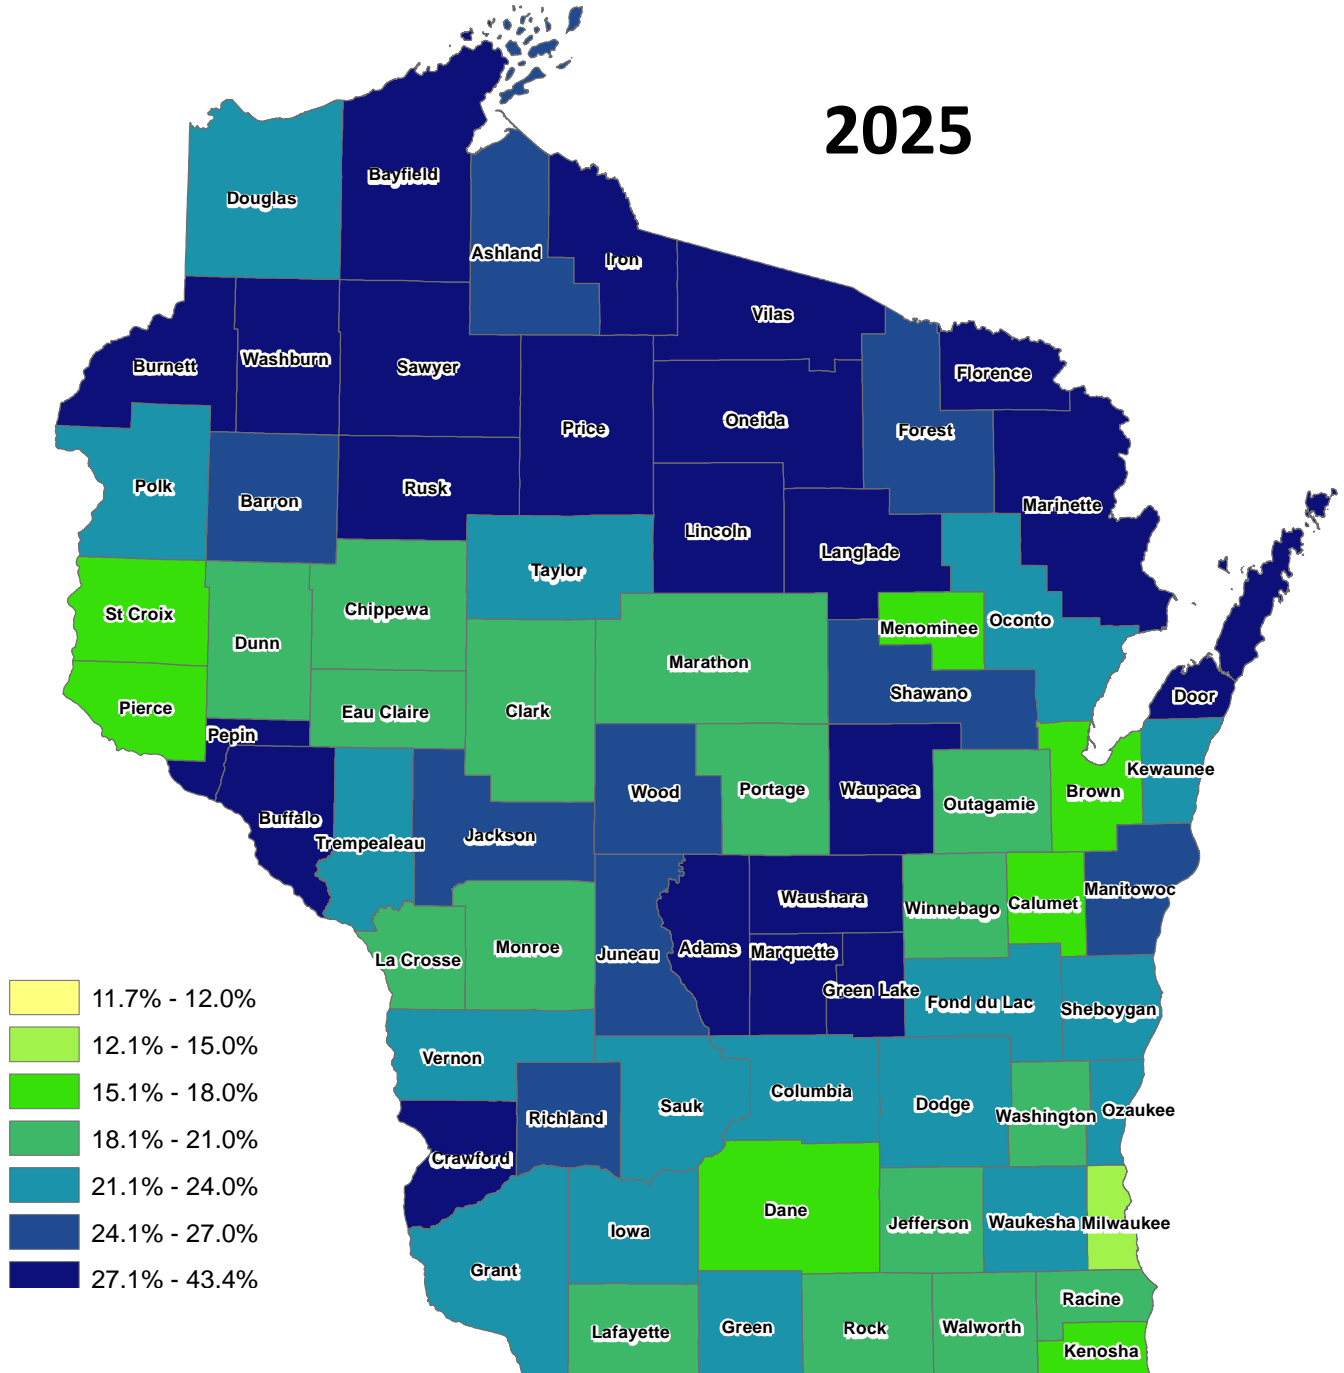 2025
Bayfield
Douglas
Ashland
Iron
Vilas
Burnett
Washburn
Sawyer
Florence
Price
Oneida
Forest
Polk
Barron
Rusk
Marinette
Lincoln
Langlade
Taylor
St Croix
Chippewa
Dunn
Menominee
Oconto
Marathon
Shawano
Door
Pierce
Eau Claire
Clark
Pepin
Kewaunee
Wood
Portage
Waupaca
Outagamie
Brown
Buffalo
Trempealeau
Jackson
Manitowoc
Waushara
Winnebago
Calumet
La Crosse
Monroe
Juneau
Adams
Marquette
Green Lake
Fond du Lac
Sheboygan
Vernon
Columbia
Sauk
Dodge
Washington
Ozaukee
Richland
Crawford
Dane
Iowa
Jefferson
Waukesha
Milwaukee
Grant
Lafayette
Green
Rock
Walworth
Racine
Kenosha
11.7% - 12.0%
12.1% - 15.0%
15.1% - 18.0%
18.1% - 21.0%
21.1% - 24.0%
24.1% - 27.0%
27.1% - 43.4%